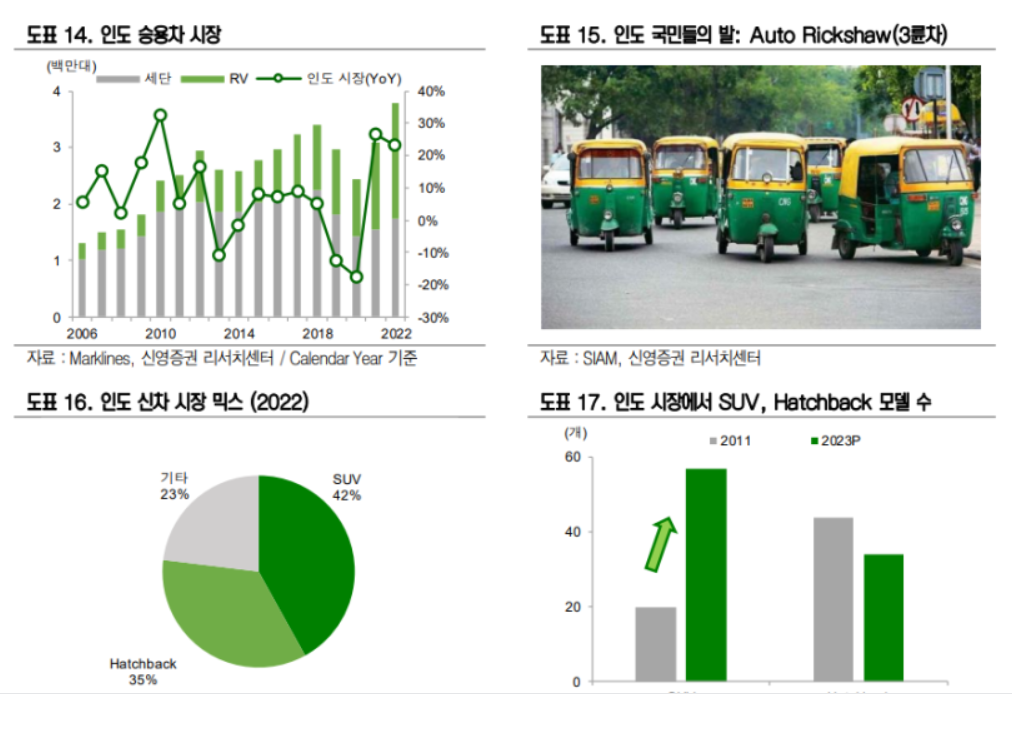 도표 14. 인도 승용차 시장
(백만대)
세단 RV 인도 시장(YoY)
4 40%
30%
3 20%
10%
2 0%
-10%
1 -20%
0 -30%
2006 2010 2014 2018 2022
자료 : Marklines, 신영증권 리서치센터 / Calendar Year 기준
도표 15. 인도 국민들의 발: Auto Rickshaw(3륜차)
CNG
자료 : SIAM, 신영증권 리서치센터
도표 16. 인도 신차 시장 믹스 (2022)
기타
23%
SUV
42%
Hatchback
35%
도표 17. 인도 시장에서 SUV, Hatchback 모델 수
(개)
2011 2023P
60
40
20
0